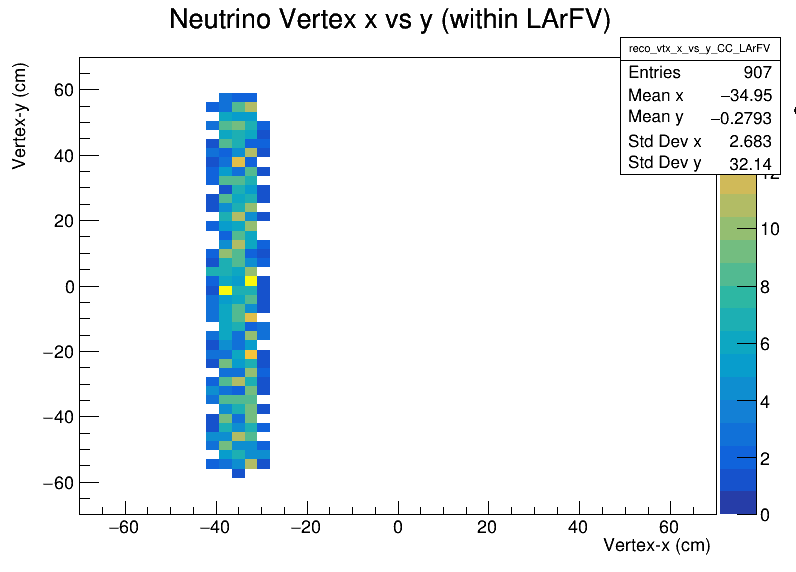 Neutrino Vertex x vs y (within LArFV)
reco_vtx_x_vs_y_CC_LArFV
Entries 907
Mean x −34.95
Mean y −0.2793
Std Dev x 2.683
Std Dev y 32.14
Vertex-y (cm)
60
40
20
0
−20
−40
−60
−60 −40 −20 0 20 40 60
Vertex-x (cm)
12
10
8
6
4
2
0